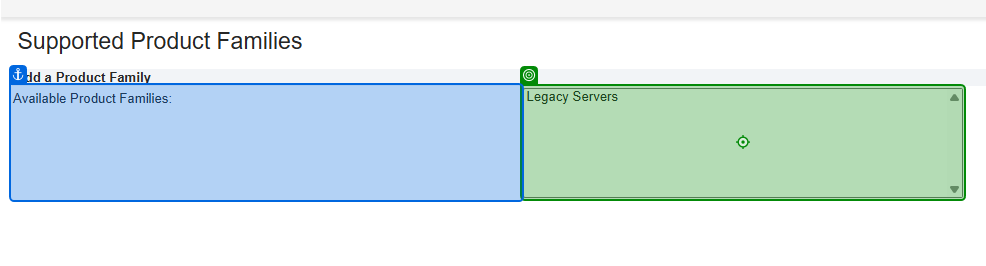 Supported Product Families
dd a Product Family
Available Product Families:
Legacy Servers